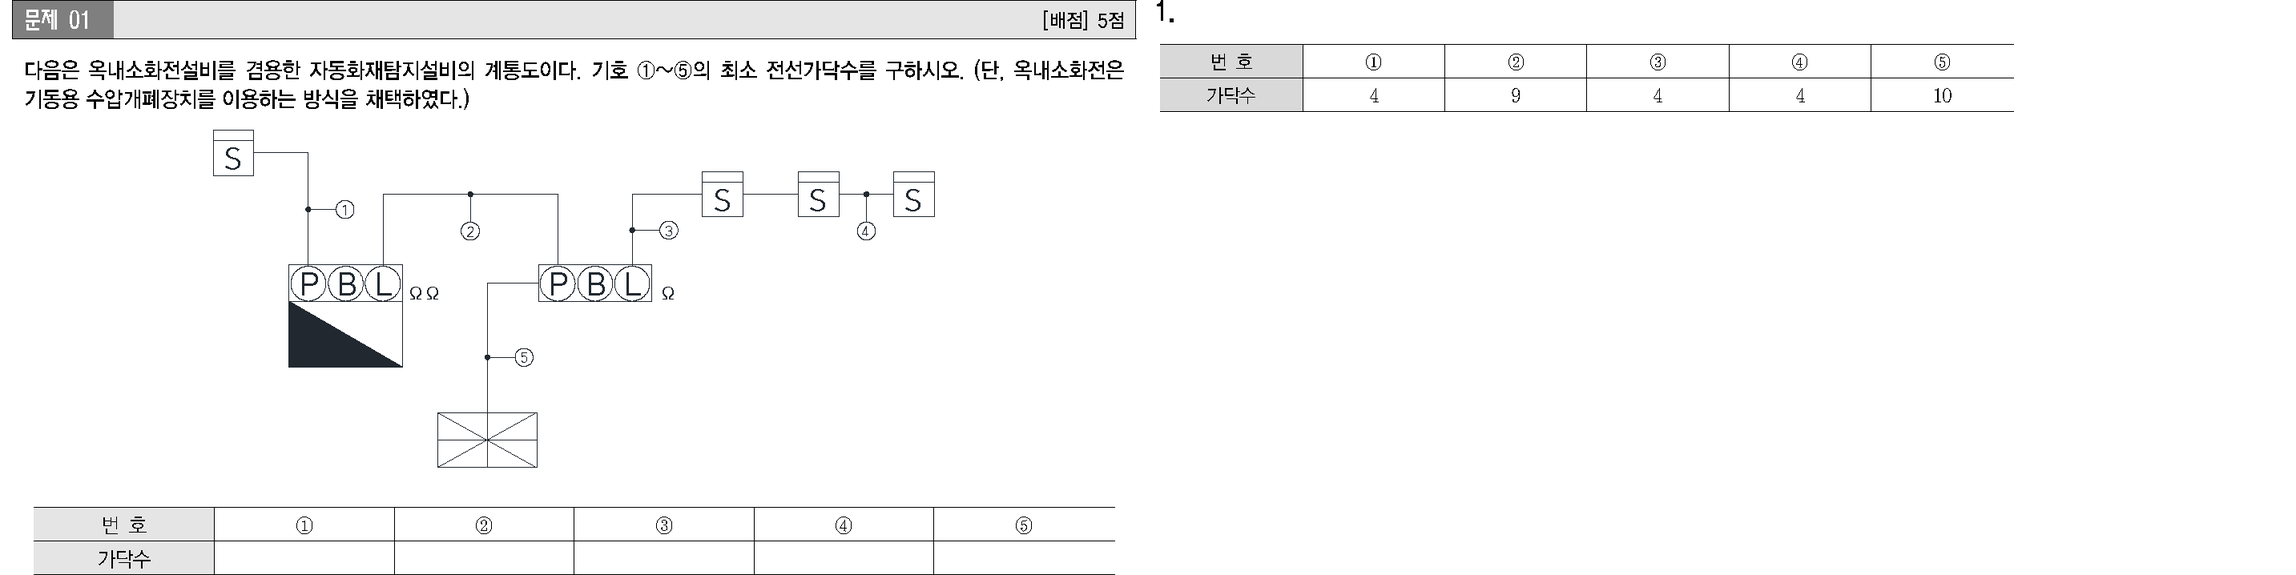 문제 01
[배점] 5점
다음은 옥내소화전설비를 겸용한 자동화재탐지설비의 계통도이다. 기호 ①~⑤의 최소 전선가닥수를 구하시오. (단, 옥내소화전은
기동용 수압개폐장치를 이용하는 방식을 채택하였다.)
S
①
②
S S S
③
④
P B L Ω Ω
P B L Ω
⑤
번 호 ① ② ③ ④ ⑤
가닥수
1.
번 호 ① ② ③ ④ ⑤
가닥수 4 9 4 4 10